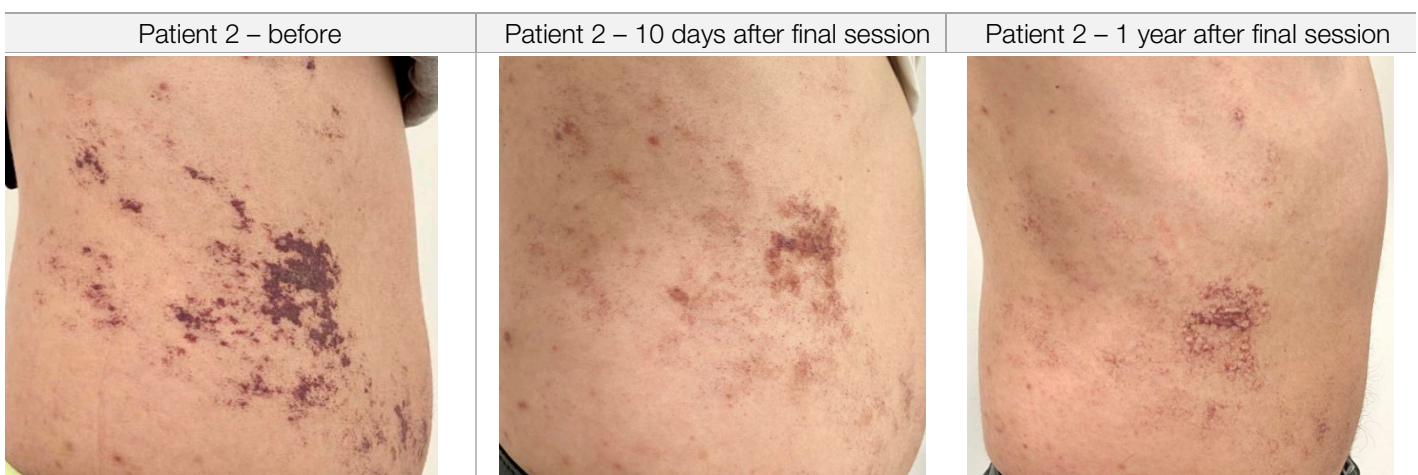 Patient 2 – before
Patient 2 – 10 days after final session
Patient 2 – 1 year after final session